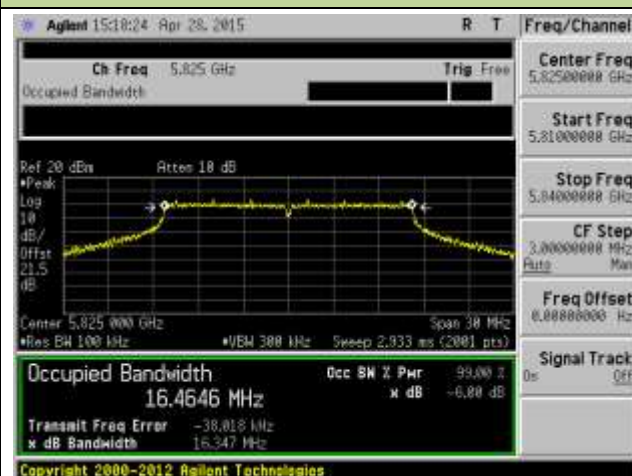 Agilent 15:18:24 Apr 28, 2015 R T
Freq/Channel
Ch Freq 5.825 GHz Trig Free
Occupied Bandwidth
Center Freq
5.82500000 GHz
Start Freq
5.81000000 GHz
Stop Freq
5.84000000 GHz
CF Step
3.00000000 MHz
Auto Man
Freq Offset
0.00000000 Hz
Signal Track
On Off
Ref 20 dBm Atten 10 dB
#Peak
Log
10
dB/
Offst
21.5
dB
Center 5.825 000 GHz Span 30 MHz
#Res BW 100 kHz #VBW 300 kHz Sweep 2.933 ms (2001 pts)
Occupied Bandwidth Occ BW % Pwr 99.00 %
16.4646 MHz x dB -6.00 dB
Transmit Freq Error -38.018 kHz
x dB Bandwidth 16.347 MHz
Copyright 2000-2012 Agilent Technologies